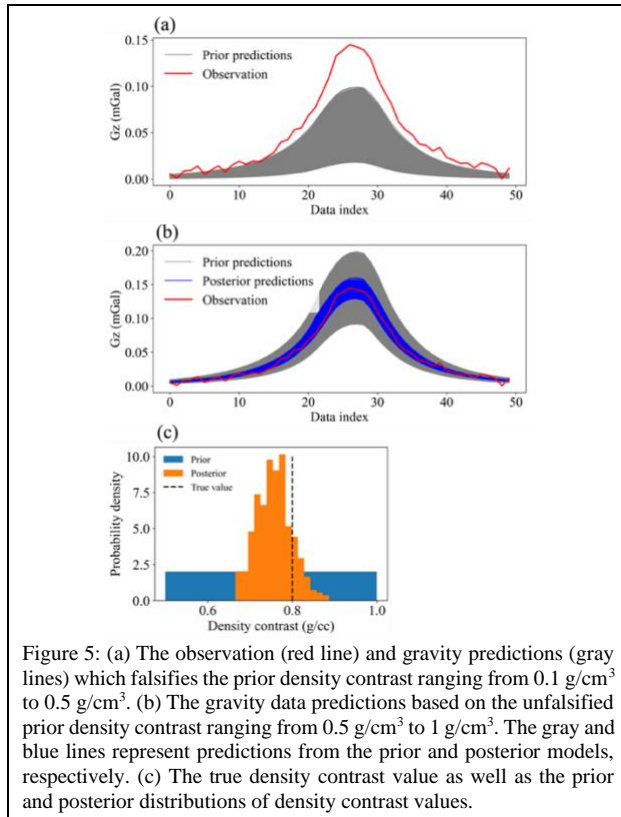 (a)
0.15
0.10
0.05
0.00
Gz (mGal)
Prior predictions
Observation
0
10
20
30
40
50
Data index
(b)
0.20
0.15
0.10
0.05
0.00
Gz (mGal)
Prior predictions
Posterior predictions
Observation
0
10
20
30
40
50
Data index
(c)
10.0
7.5
5.0
2.5
0.0
Probability density
Prior
Posterior
True value
0.6
0.8
1.0
Density contrast (g/cc)
Figure 5: (a) The observation (red line) and gravity predictions (gray
lines) which falsifies the prior density contrast ranging from 0.1 g/cm³
to 0.5 g/cm³. (b) The gravity data predictions based on the unfalsified
prior density contrast ranging from 0.5 g/cm³ to 1 g/cm³. The gray and
blue lines represent predictions from the prior and posterior models,
respectively. (c) The true density contrast value as well as the prior
and posterior distributions of density contrast values.